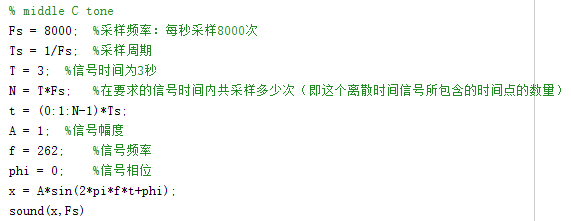 % middle C tone
Fs = 8000;  %采样频率：每秒采样8000次
Ts = 1/Fs;  %采样周期
T = 3;  %信号时间为3秒
N = T*Fs;   %在要求的信号时间内共采样多少次（即这个离散时间信号所包含的时间点的数量）
t = (0:1:N-1)*Ts;
A = 1;  %信号幅度
f = 262;    %信号频率
phi = 0;    %信号相位
x = A*sin(2*pi*f*t+phi);
sound(x,Fs)